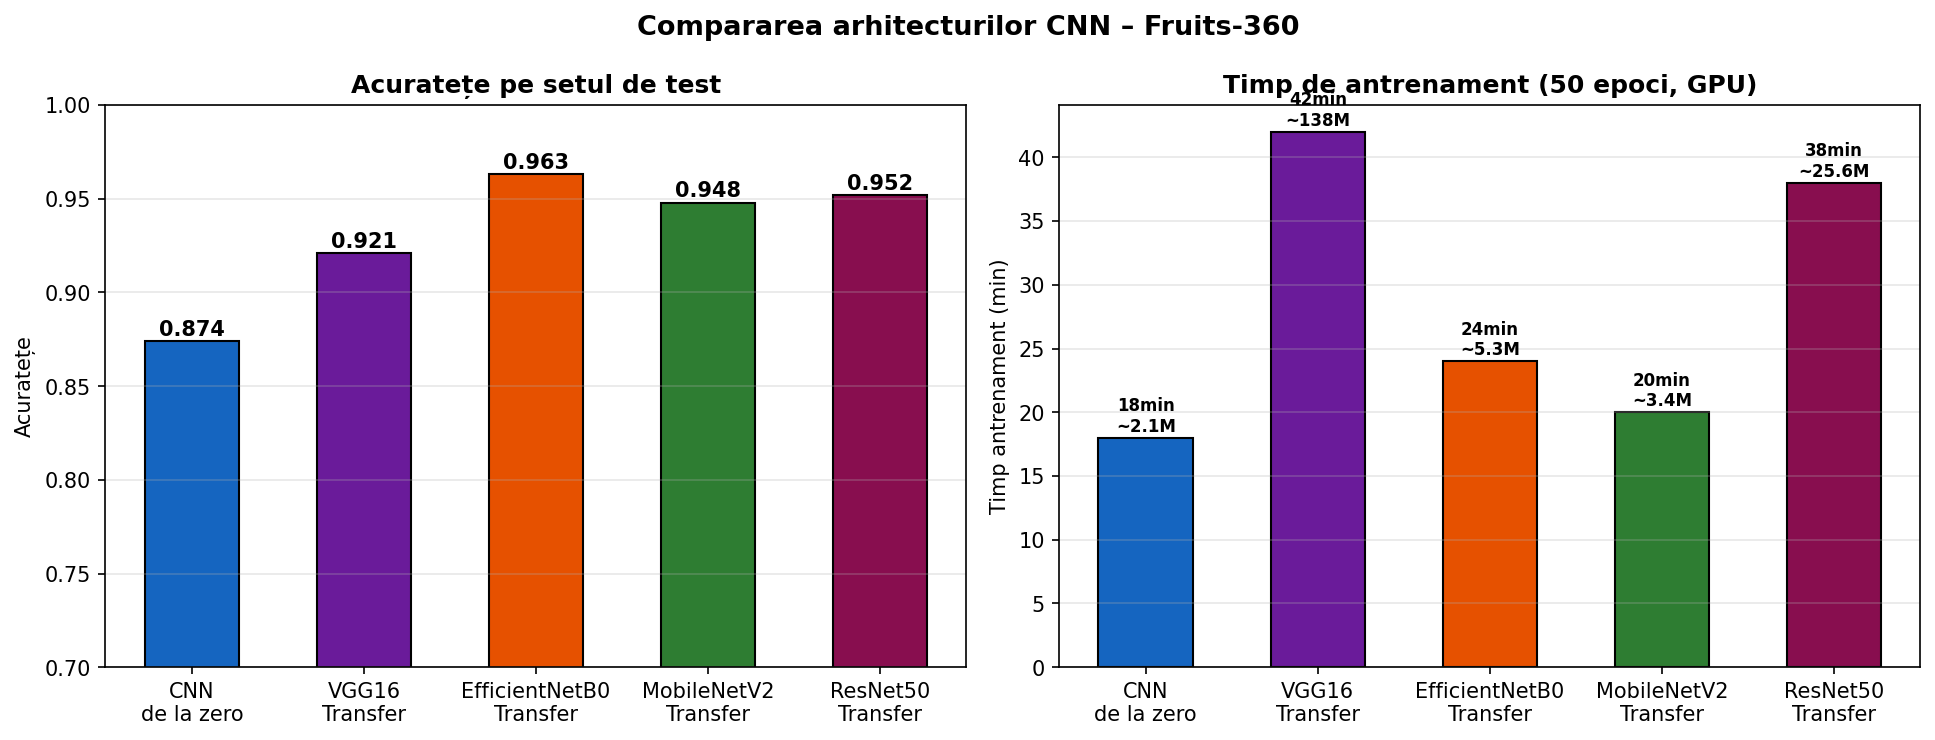 Compararea arhitecturilor CNN – Fruits-360
Acuratețe pe setul de test
Acuratețe
1.00
0.95
0.90
0.85
0.80
0.75
0.70
0.874
0.921
0.963
0.948
0.952
CNN
de la zero
VGG16
Transfer
EfficientNetB0
Transfer
MobileNetV2
Transfer
ResNet50
Transfer
Timp de antrenament (50 epoci, GPU)
Timp antrenament (min)
40
35
30
25
20
15
10
5
0
18min
~2.1M
42min
~138M
24min
~5.3M
20min
~3.4M
38min
~25.6M
CNN
de la zero
VGG16
Transfer
EfficientNetB0
Transfer
MobileNetV2
Transfer
ResNet50
Transfer